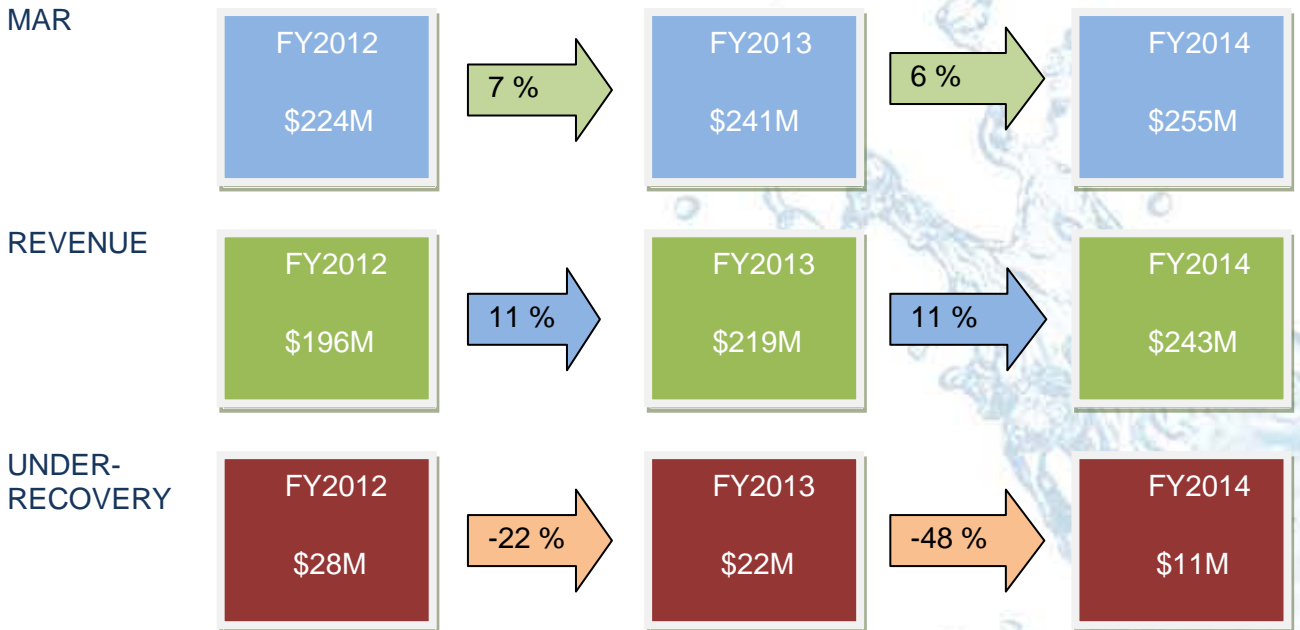 MAR
FY2012
$224M
7 %
FY2013
$241M
6 %
FY2014
$255M
REVENUE
FY2012
$196M
11 %
FY2013
$219M
11 %
FY2014
$243M
UNDER-
RECOVERY
FY2012
$28M
-22 %
FY2013
$22M
-48 %
FY2014
$11M